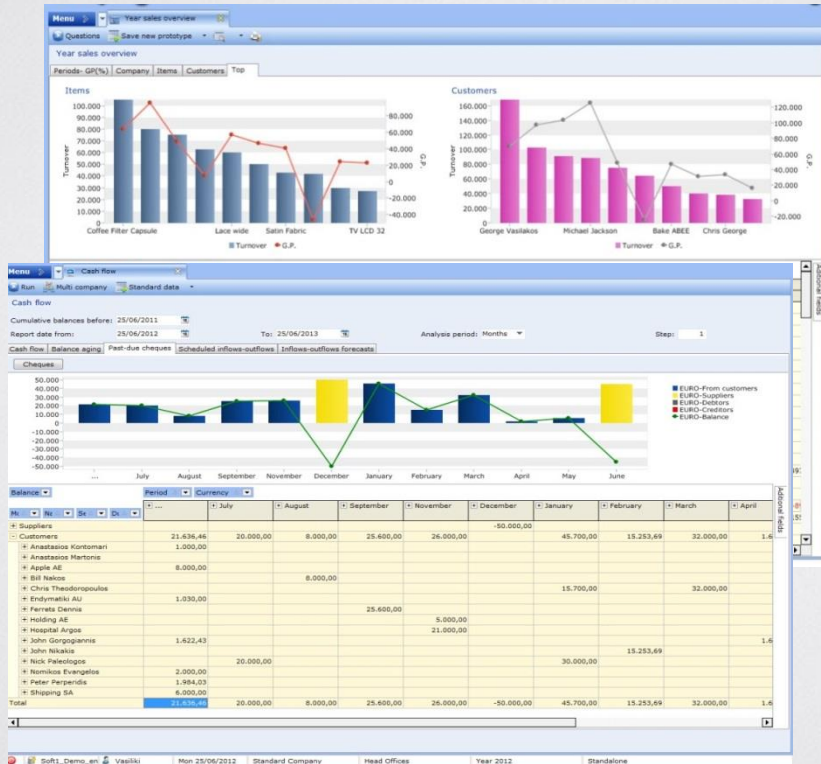 Menu Year sales overview
Questions Save new prototype
Year sales overview
Periods- GP(%) Company Items Customers Top
Items
100.000
90.000
80.000
70.000
60.000
50.000
40.000
30.000
20.000
10.000
0
Turnover
80.000
60.000
40.000
20.000
0
-20.000
-40.000
G.P.
Coffee Filter Capsule Lace wide Satin Fabric TV LCD 32
Turnover G.P.
Customers
160.000
140.000
120.000
100.000
80.000
60.000
40.000
20.000
0
Turnover
120.000
100.000
80.000
60.000
40.000
20.000
0
-20.000
G.P.
George Vasilakos Michael Jackson Bake ABEE Chris George
Turnover G.P.
Menu Cash flow
Run Multi company Standard data
Cash flow
Cumulative balances before: 25/06/2011
Report date from: 25/06/2012 To: 25/06/2013 Analysis period: Months Step: 1
Cash flow Balance aging Past-due cheques Scheduled inflows-outflows Inflows-outflows forecasts
Cheques
50.000
40.000
30.000
20.000
10.000
0
-10.000
-20.000
-30.000
-40.000
-50.000
... July August September November December January February March April May June
EURO-From customers
EURO-Suppliers
EURO-Debtors
EURO-Creditors
EURO-Balance
Balance Period Currency
... July August September November December January February March April
Suppliers -50.000,00
Customers 21.636,46 20.000,00 8.000,00 25.600,00 26.000,00 45.700,00 15.253,69 32.000,00 1.6
Anastasios Kontomari 1.000,00
Anastasios Martonis
Apple AE 8.000,00
Bill Nakos 8.000,00
Chris Theodoropoulos 15.700,00 32.000,00
Endymatiki AU 1.030,00
Ferrets Dennis 25.600,00
Holding AE 5.000,00
Hospital Argos 21.000,00
John Gorgogiannis 1.622,43 1.6
John Nikakis 15.253,69
Nick Paleologos 20.000,00 30.000,00
Nomikos Evangelos 2.000,00
Peter Perperidis 1.984,03
Shipping SA 6.000,00
Total 21.636,46 20.000,00 8.000,00 25.600,00 26.000,00 -50.000,00 45.700,00 15.253,69 32.000,00 1.6
Aditional fields
Aditional fields
Soft1_Demo_en Vasiliki Mon 25/06/2012 Standard Company Head Offices Year 2012 Standalone